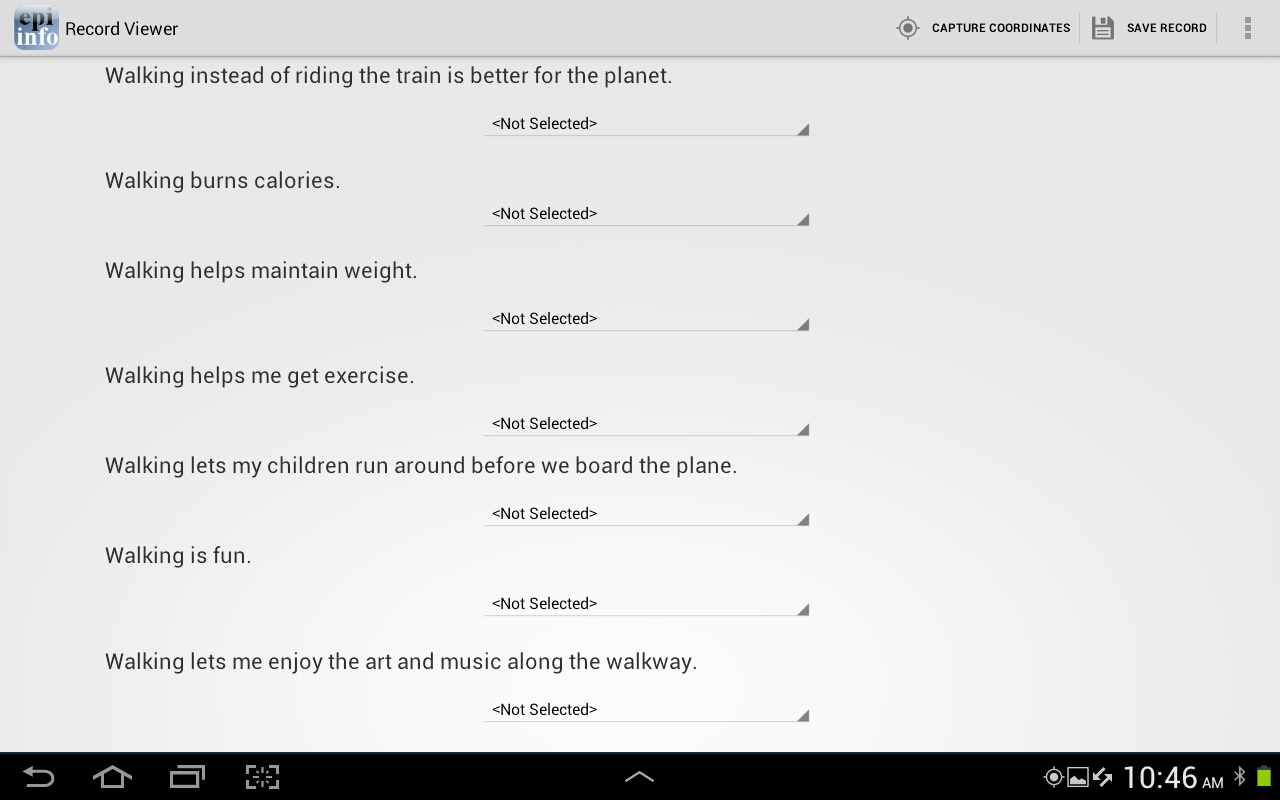 epi
info
Record Viewer
CAPTURE COORDINATES
SAVE RECORD
Walking instead of riding the train is better for the planet.
<Not Selected>
Walking burns calories.
<Not Selected>
Walking helps maintain weight.
<Not Selected>
Walking helps me get exercise.
<Not Selected>
Walking lets my children run around before we board the plane.
<Not Selected>
Walking is fun.
<Not Selected>
Walking lets me enjoy the art and music along the walkway.
<Not Selected>
10:46 AM